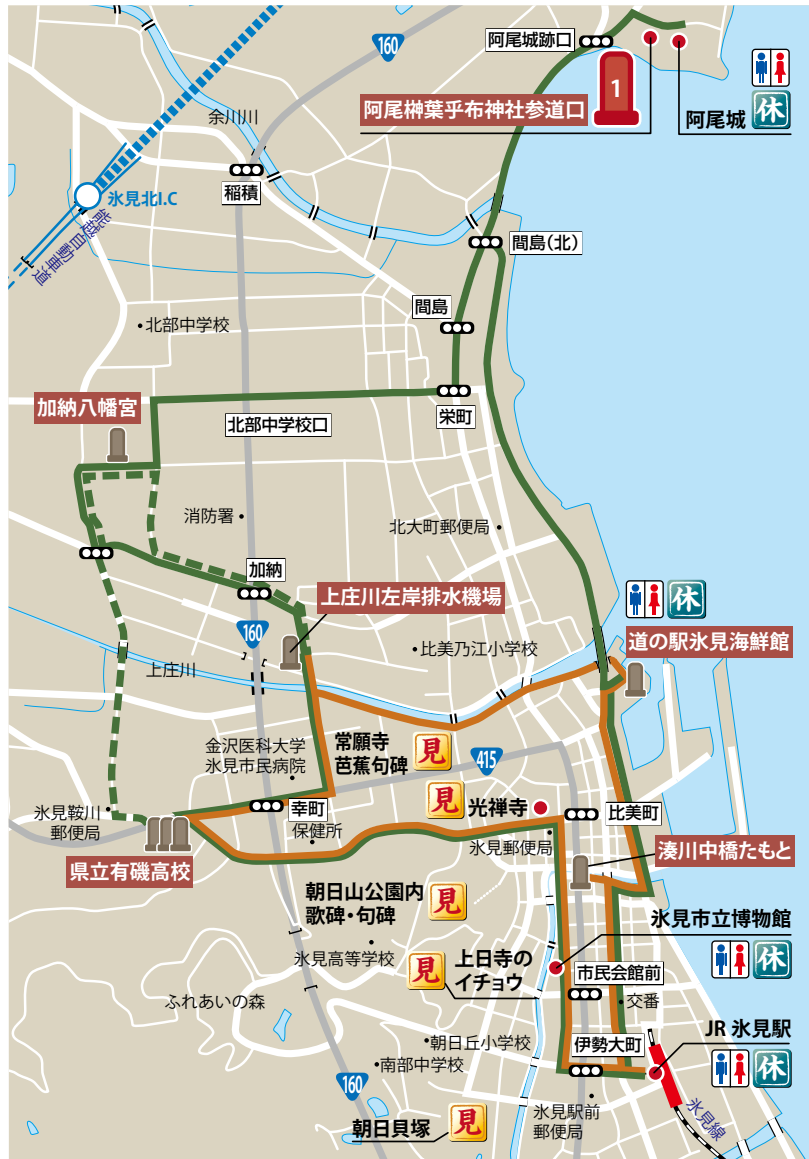 160
阿尾城跡口
1
阿尾榊葉乎布神社参道口
阿尾城
休
余川川
稲積
氷見北I.C
能越自動車道
間島(北)
間島
・北部中学校
加納八幡宮
北部中学校口
栄町
消防署・
北大町郵便局
加納
上庄川左岸排水機場
休
道の駅氷見海鮮館
160
・比美乃江小学校
上庄川
金沢医科大学
氷見市民病院
常願寺
芭蕉句碑
見
415
見
光禅寺
氷見鞍川
郵便局
幸町
保健所
比美町
氷見郵便局
湊川中橋たもと
県立有磯高校
朝日山公園内
歌碑・句碑
見
氷見市立博物館
休
氷見高等学校
見
上日寺の
イチョウ
市民会館前
・交番
ふれあいの森
・朝日丘小学校
伊勢大町
JR 氷見駅
休
・南部中学校
160
朝日貝塚
見
氷見駅前
郵便局
氷見線